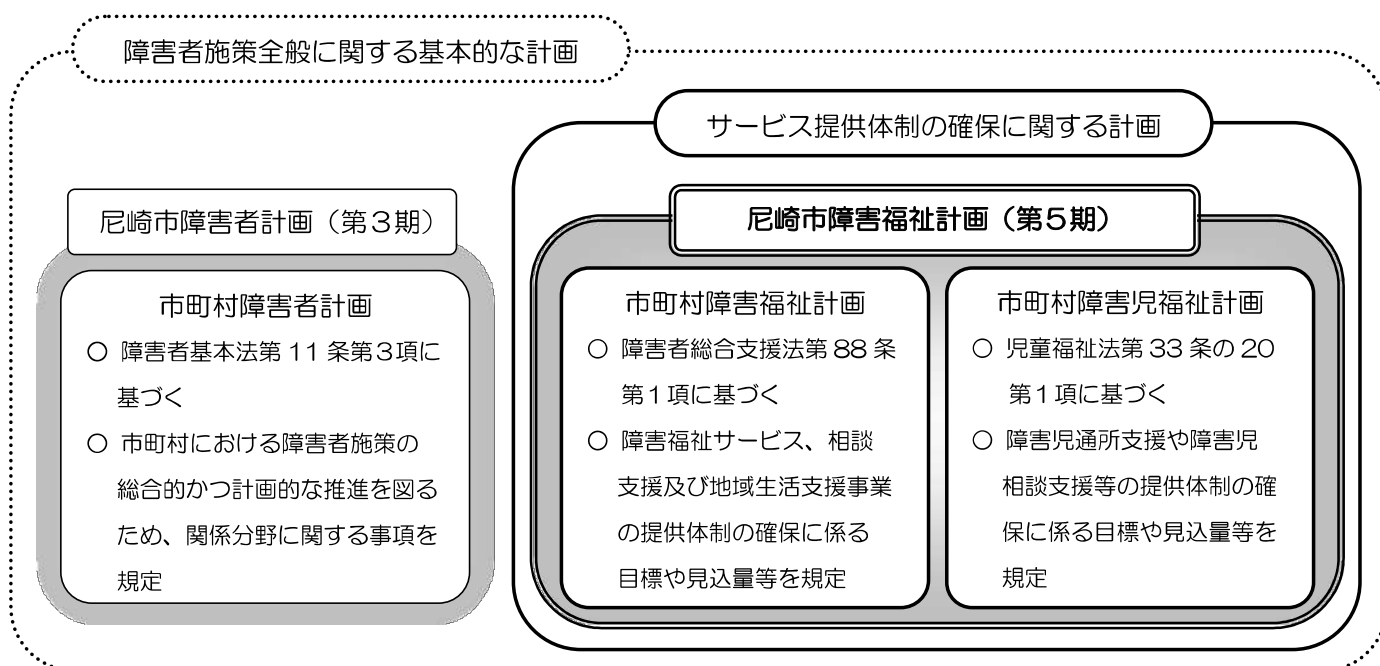 障害者施策全般に関する基本的な計画
サービス提供体制の確保に関する計画
尼崎市障害者計画（第３期）
市町村障害者計画
○ 障害者基本法第 11 条第３項に
基づく
○ 市町村における障害者施策の
総合的かつ計画的な推進を図る
ため、関係分野に関する事項を
規定
尼崎市障害福祉計画（第５期）
市町村障害福祉計画
○ 障害者総合支援法第 88 条
第１項に基づく
○ 障害福祉サービス、相談
支援及び地域生活支援事業
の提供体制の確保に係る
目標や見込量等を規定
市町村障害児福祉計画
○ 児童福祉法第 33 条の 20
第１項に基づく
○ 障害児通所支援や障害児
相談支援等の提供体制の確
保に係る目標や見込量等を
規定